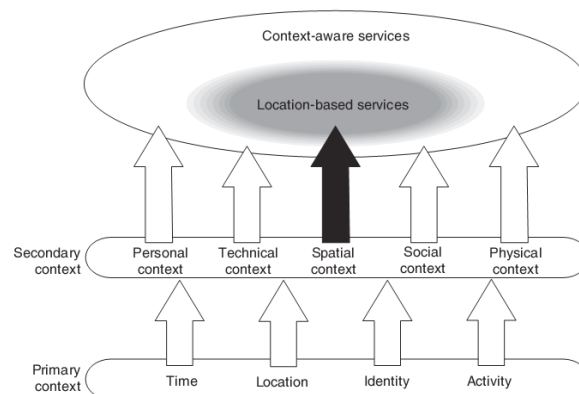 Context-aware services
Location-based services
Secondary
context
Personal
context
Technical
context
Spatial
context
Social
context
Physical
context
Primary
context
Time
Location
Identity
Activity